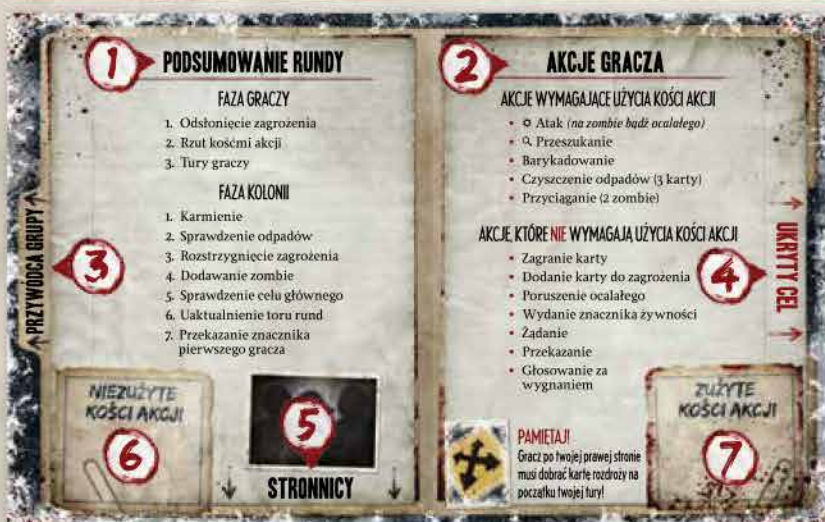 1 PODSUMOWANIE RUNDY
FAZA GRACZY
1. Odsłonięcie zagrożenia
2. Rzut kośćmi akcji
3. Tury graczy
FAZA KOLONII
1. Karmienie
2. Sprawdzenie odpadów
3. Rozstrzygnięcie zagrożenia
4. Dodawanie zombie
5. Sprawdzenie celu głównego
6. Uaktualnienie toru rund
7. Przekazanie znacznika
pierwszego gracza
PRZYWÓDCA GRUPY
3
NIEZUŻYTE
KOŚCI AKCJI
6
5
STRONNICY
2 AKCJE GRACZA
AKCJE WYMAGAJĄCE UŻYCIA KOŚCI AKCJI
• Atak (na zombie bądź ocalałego)
• Przeszukanie
• Barykadowanie
• Czyszczenie odpadów (3 karty)
• Przyciąganie (2 zombie)
AKCJE, KTÓRE NIE WYMAGAJĄ UŻYCIA KOŚCI AKCJI
• Zagranie karty
• Dodanie karty do zagrożenia
• Poruszenie ocalałego
• Wydanie znacznika żywności
• Żądanie
• Przekazanie
• Głosowanie za
wygnaniem
4
UKRYTY CEL
PAMIĘTAJ!
Gracz po twojej prawej stronie
musi dobrać kartę rozdroży na
początku twojej tury!
ZUŻYTE
KOŚCI AKCJI
7